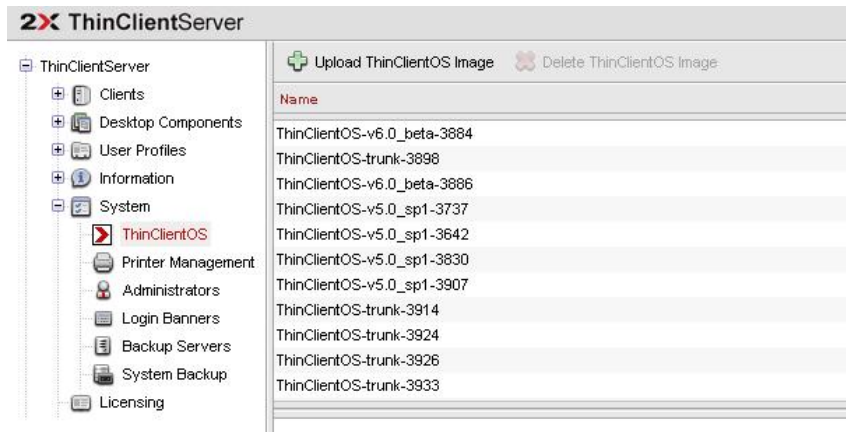 2X ThinClientServer
ThinClientServer
Clients
Desktop Components
User Profiles
Information
System
ThinClientOS
Printer Management
Administrators
Login Banners
Backup Servers
System Backup
Licensing
Upload ThinClientOS Image Delete ThinClientOS Image
Name
ThinClientOS-v6.0_beta-3884
ThinClientOS-trunk-3898
ThinClientOS-v6.0_beta-3886
ThinClientOS-v5.0_sp1-3737
ThinClientOS-v5.0_sp1-3642
ThinClientOS-v5.0_sp1-3830
ThinClientOS-v5.0_sp1-3907
ThinClientOS-trunk-3914
ThinClientOS-trunk-3924
ThinClientOS-trunk-3926
ThinClientOS-trunk-3933